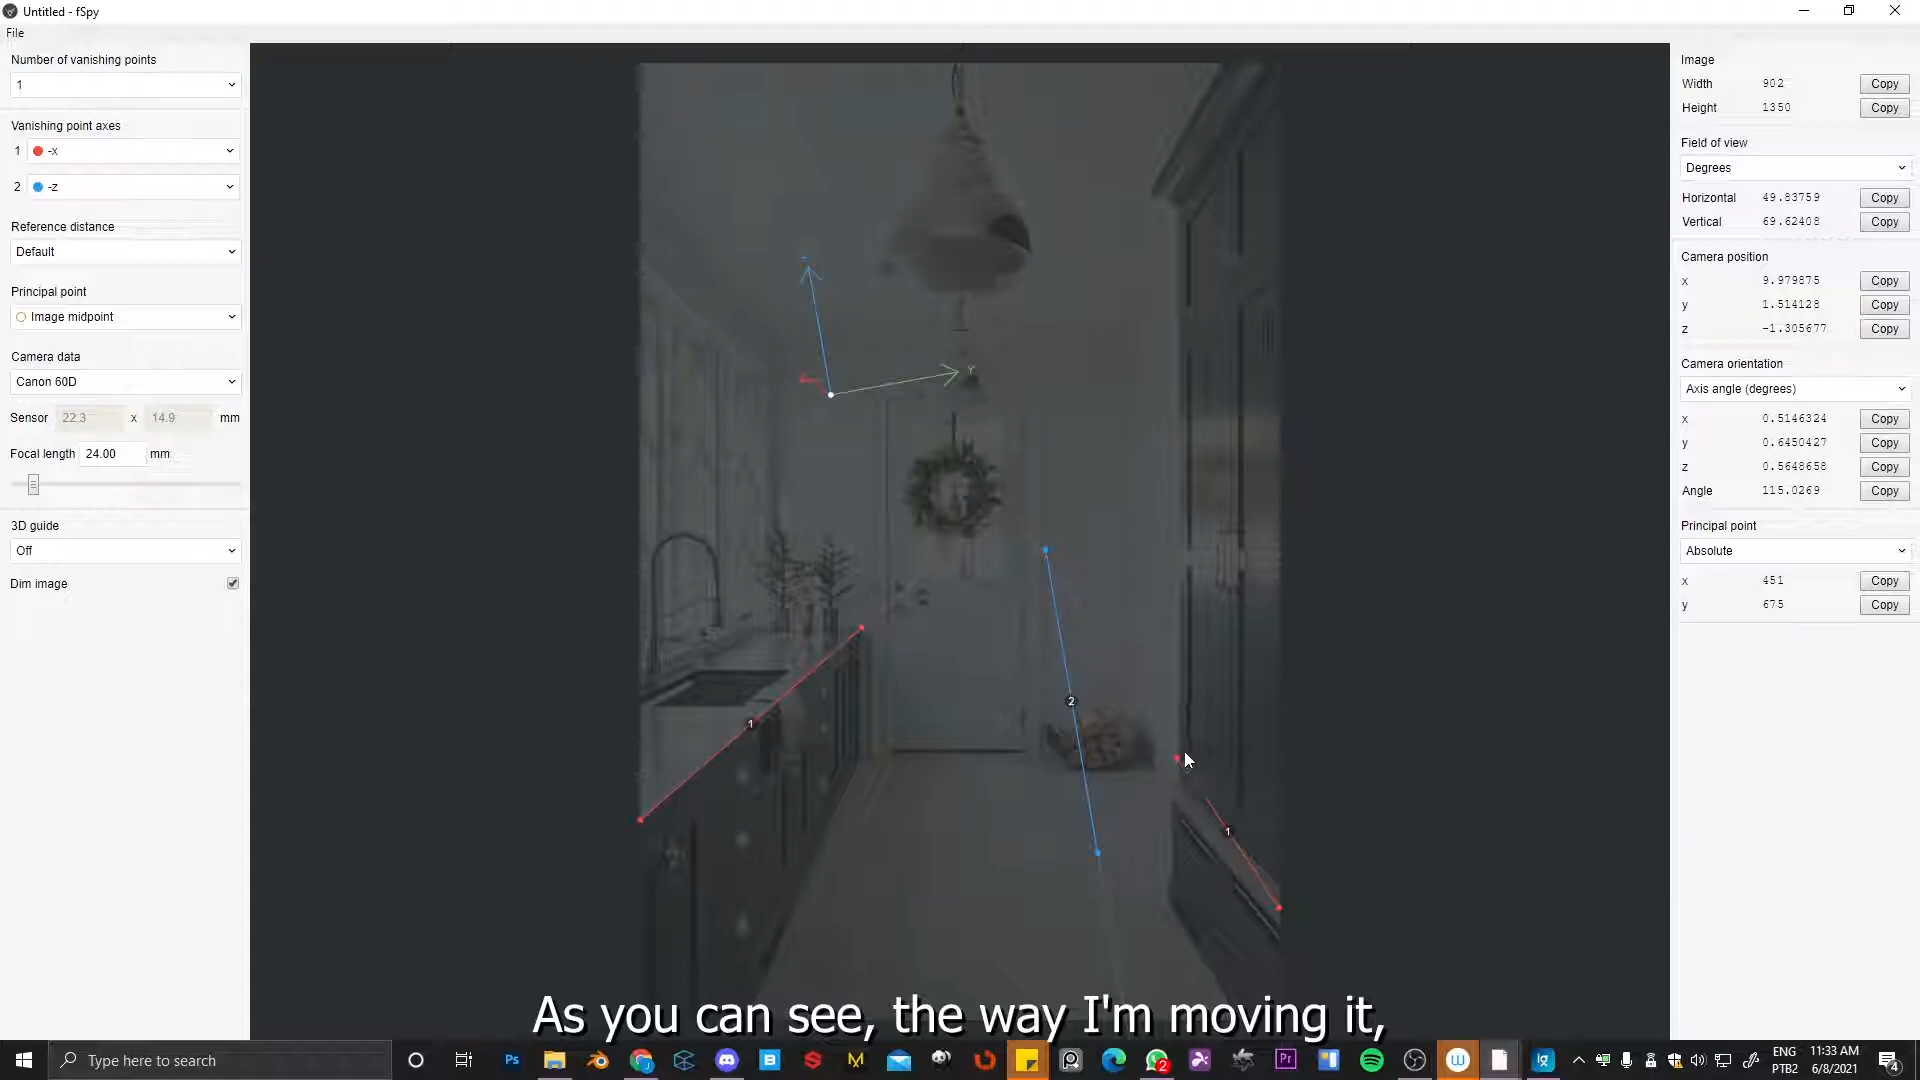 Untitled - fSpy
File
Number of vanishing points
1
Vanishing point axes
1 -x
2 -z
Reference distance
Default
Principal point
Image midpoint
Camera data
Canon 60D
Sensor 22.3 x 14.9 mm
Focal length 24.00 mm
3D guide
Off
Dim image
Y
1
2
1
Image
Width 902 Copy
Height 1350 Copy
Field of view
Degrees
Horizontal 49.83759 Copy
Vertical 69.62408 Copy
Camera position
x 9.979875 Copy
y 1.514128 Copy
z -1.305677 Copy
Camera orientation
Axis angle (degrees)
x 0.5146324 Copy
y 0.6450427 Copy
z 0.5648658 Copy
Angle 115.0269 Copy
Principal point
Absolute
x 451 Copy
y 675 Copy
As you can see, the way I'm moving it,
Type here to search
Ps
B
M
2
Pr
W
ig
ENG
PTB2
11:33 AM
6/8/2021
4